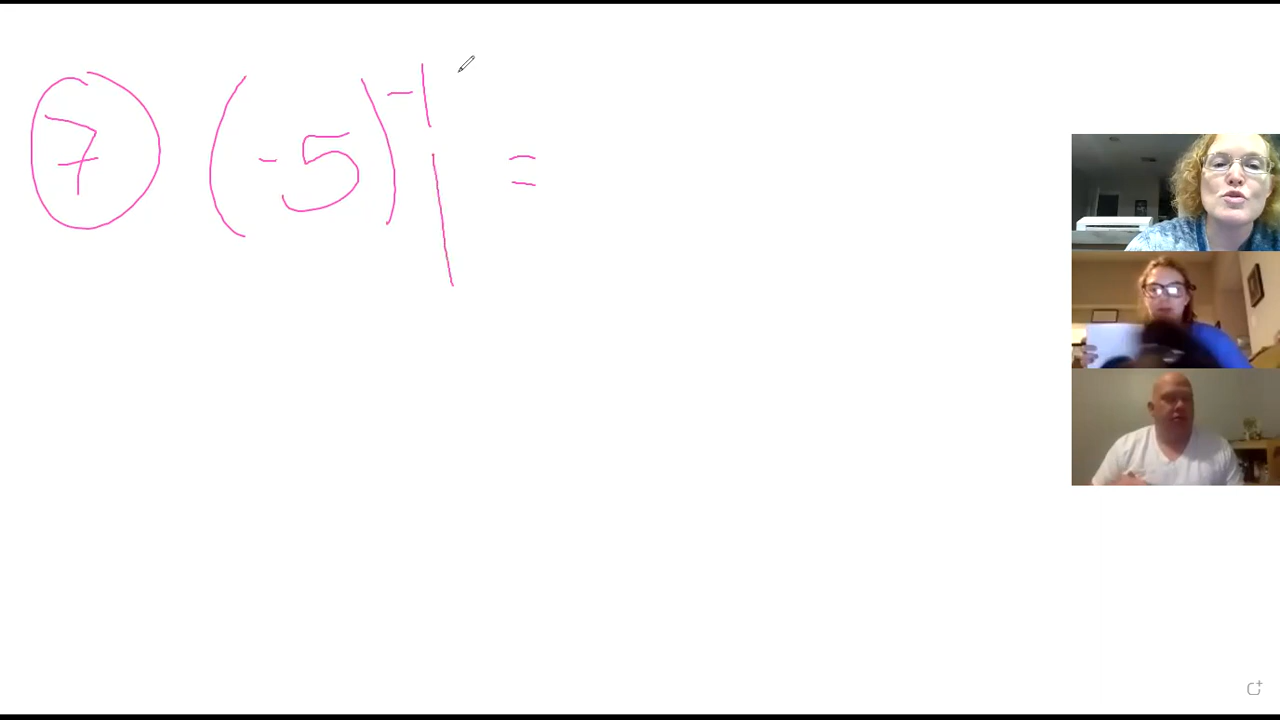 7 (-5)^-1 | =